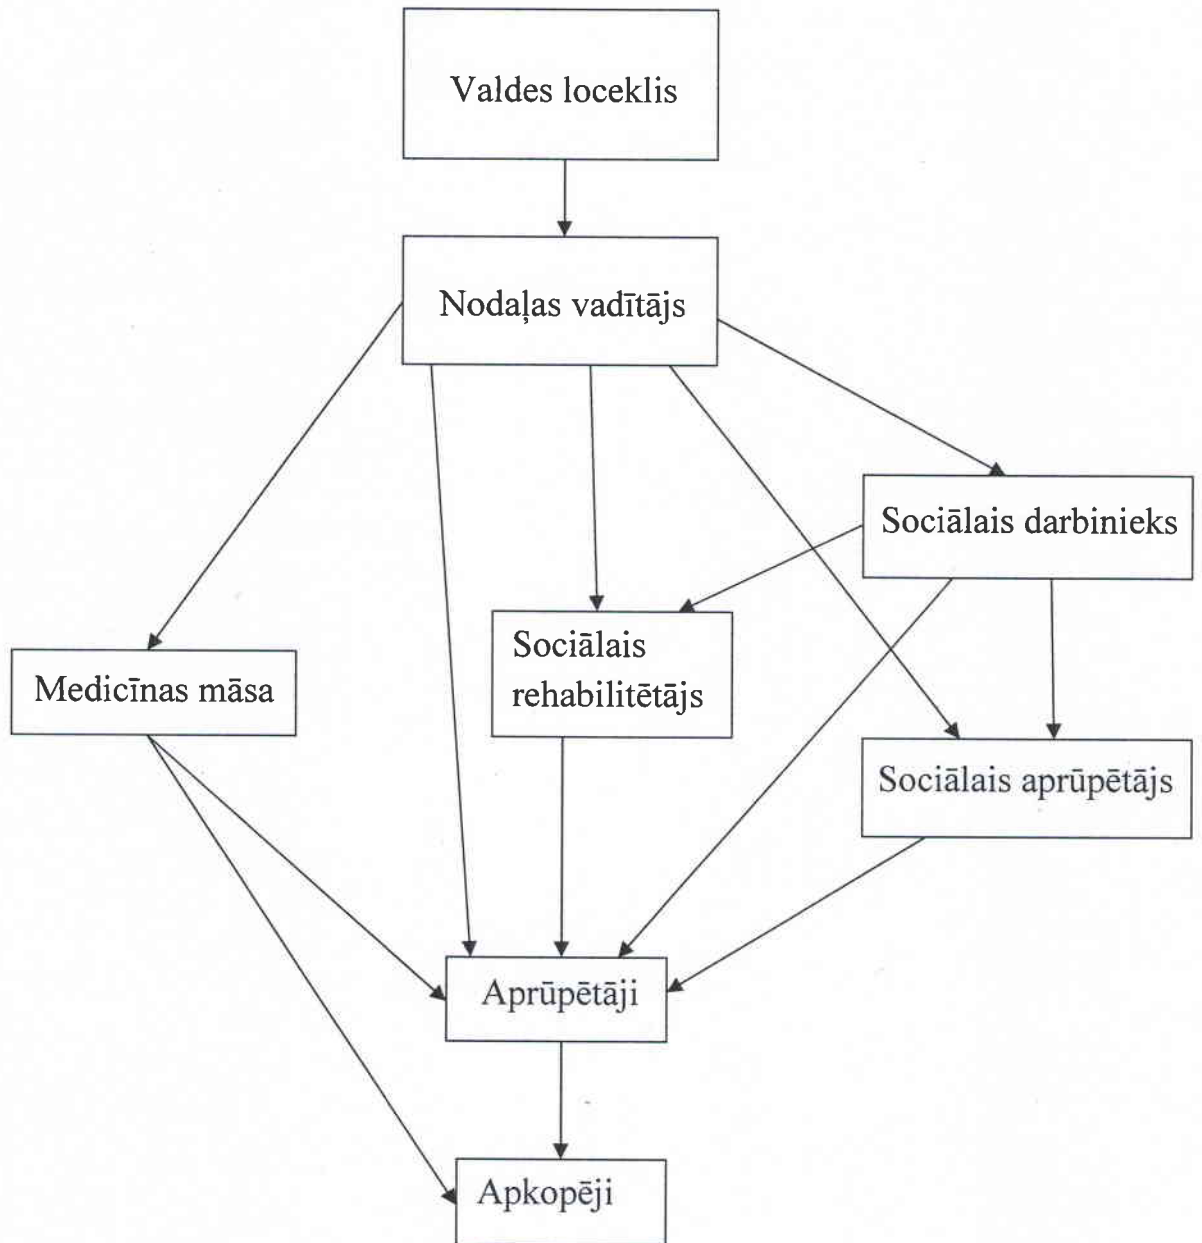 Valdes loceklis
Nodaļas vadītājs
Sociālais darbinieks
Sociālais
rehabilitētājs
Medicīnas māsa
Sociālais aprūpētājs
Aprūpētāji
Apkopēji